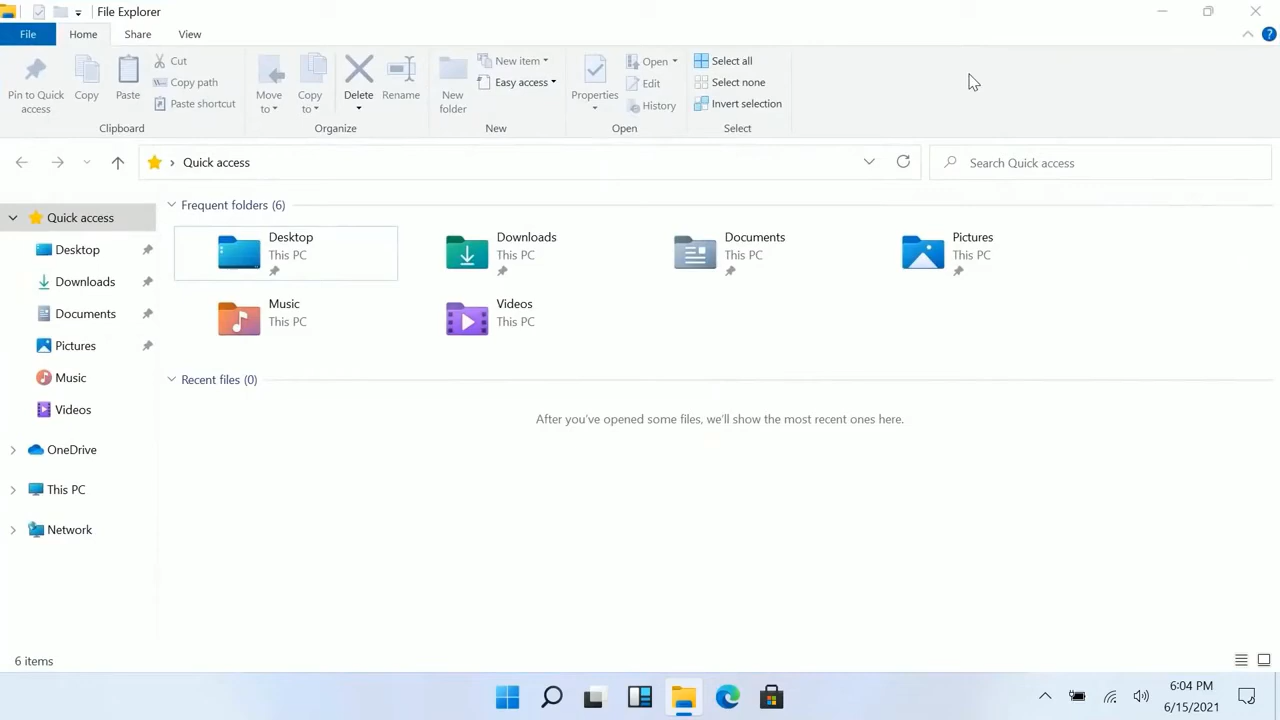 File Explorer
File Home Share View
Pin to Quick access
Copy
Paste
Cut
Copy path
Paste shortcut
Clipboard
Move to
Copy to
Delete
Rename
Organize
New folder
New item
Easy access
New
Properties
Open
Edit
History
Open
Select all
Select none
Invert selection
Select
Quick access
Search Quick access
Quick access
Desktop
Downloads
Documents
Pictures
Music
Videos
OneDrive
This PC
Network
Frequent folders (6)
Desktop
This PC
Downloads
This PC
Documents
This PC
Pictures
This PC
Music
This PC
Videos
This PC
Recent files (0)
After you've opened some files, we'll show the most recent ones here.
6 items
6:04 PM
6/15/2021